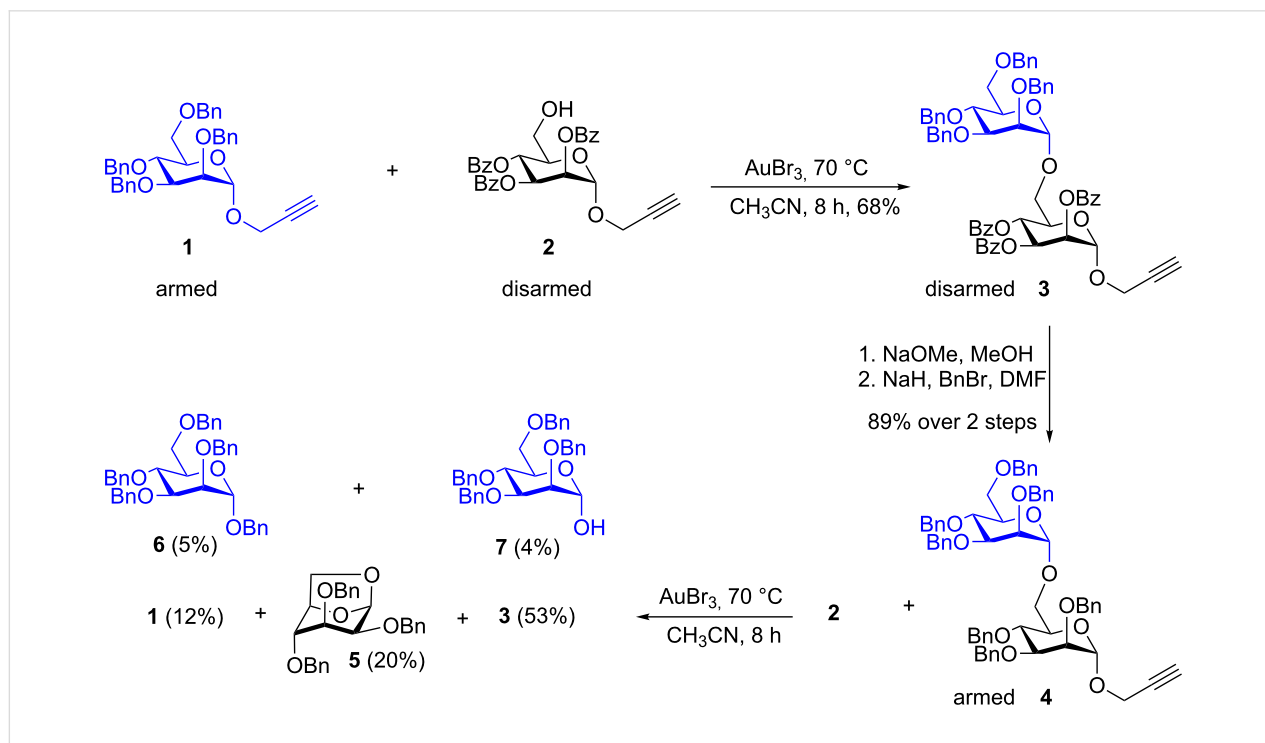 OBn
OBn
BnO
BnO
O
O
1
armed
+
OH
OBz
BzO
BzO
O
O
2
disarmed
AuBr3, 70 °C
CH3CN, 8 h, 68%
OBn
OBn
BnO
BnO
O
O
OBz
BzO
BzO
O
O
disarmed 3
1. NaOMe, MeOH
2. NaH, BnBr, DMF
89% over 2 steps
OBn
OBn
BnO
BnO
O
OBn
6 (5%)
+
OBn
OBn
BnO
BnO
O
OH
7 (4%)
1 (12%)
+
O
OBn
O
OBn
OBn
5 (20%)
+
3 (53%)
AuBr3, 70 °C
CH3CN, 8 h
2
+
OBn
OBn
BnO
BnO
O
O
OBn
BnO
BnO
O
O
armed 4